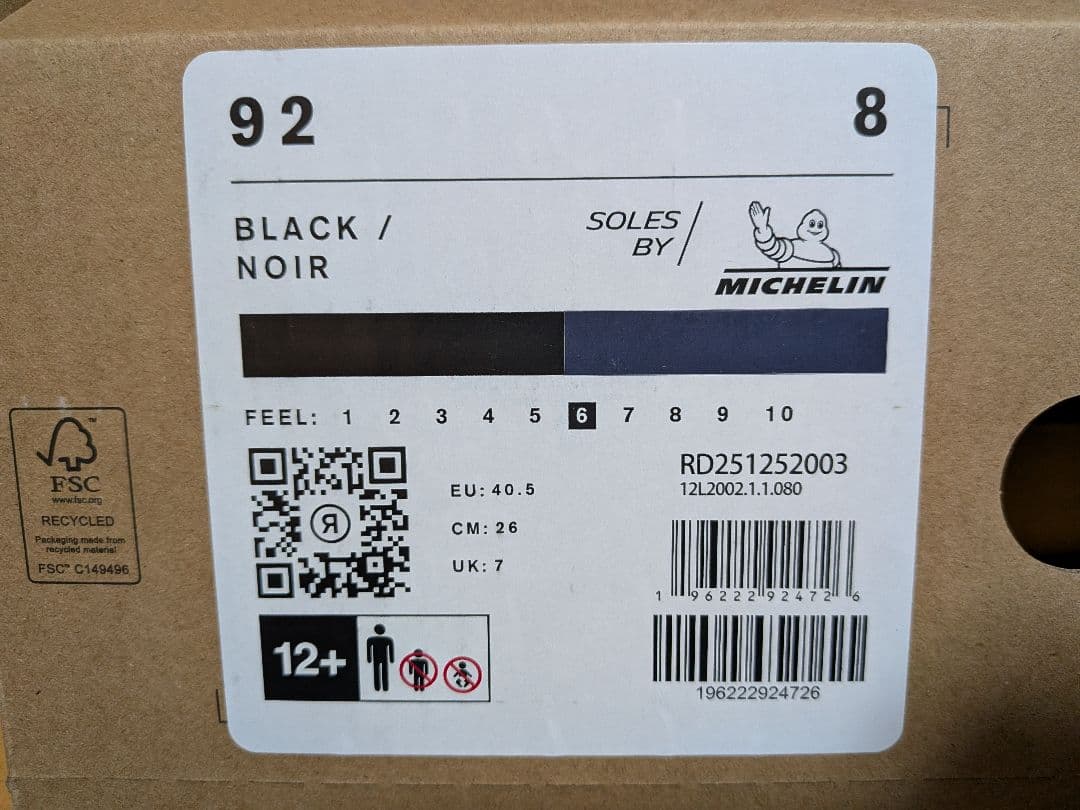 92 8
BLACK /
NOIR
SOLES
BY
MICHELIN
FEEL: 1 2 3 4 5 6 7 8 9 10
EU: 40.5
CM: 26
UK: 7
RD251252003
12L2002.1.1.080
1 96222 92472 6
196222924726
12+
FSC™
www.fsc.org
RECYCLED
Packaging made from
recycled material
FSC™ C149496